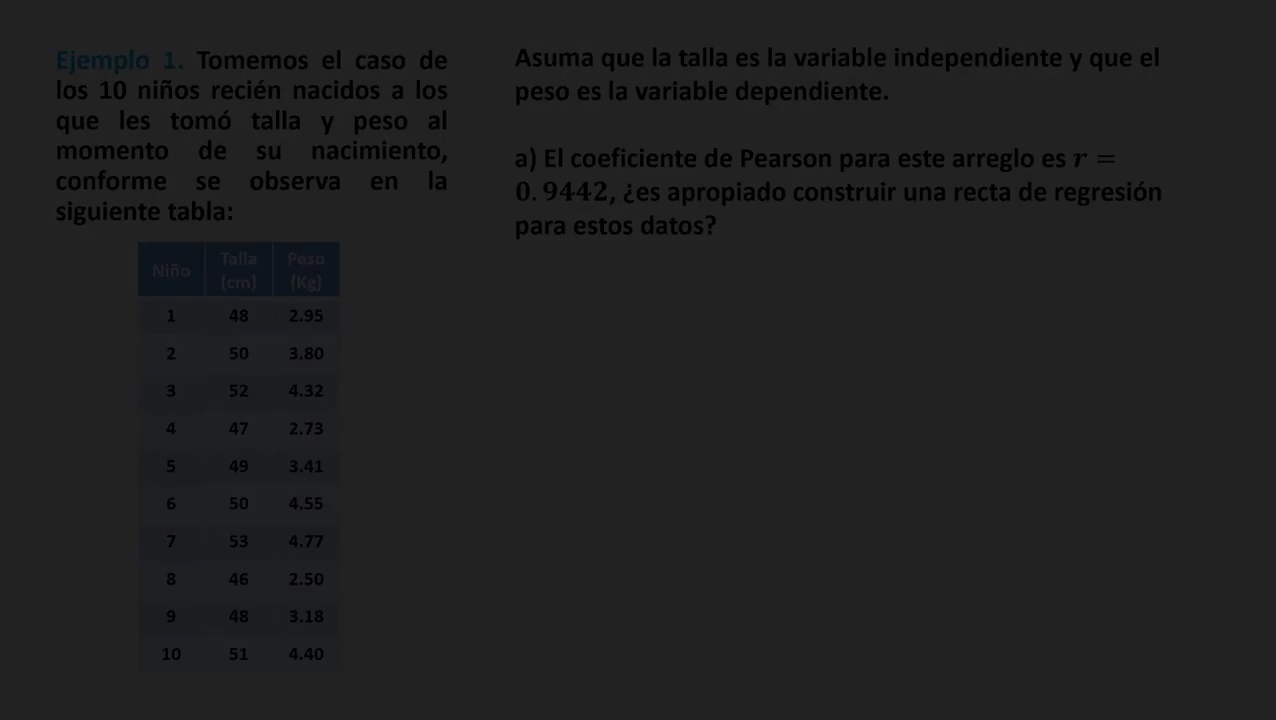 Ejemplo 1. Tomemos el caso de
los 10 niños recién nacidos a los
que les tomó talla y peso al
momento de su nacimiento,
conforme se observa en la
siguiente tabla:
Niño Talla (cm) Peso (Kg)
1 48 2.95
2 50 3.80
3 52 4.32
4 47 2.73
5 49 3.41
6 50 4.55
7 53 4.77
8 46 2.50
9 48 3.18
10 51 4.40
Asuma que la talla es la variable independiente y que el
peso es la variable dependiente.
a) El coeficiente de Pearson para este arreglo es r =
0.9442, ¿es apropiado construir una recta de regresión
para estos datos?